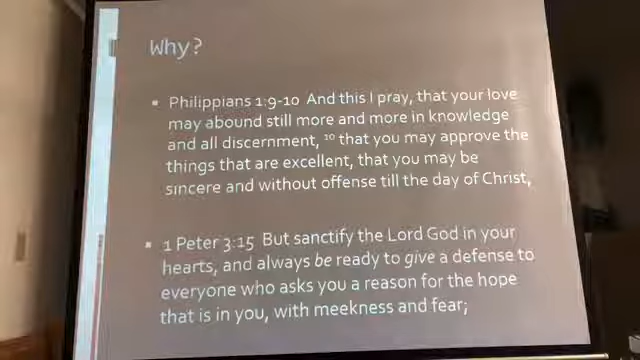 Why?
▪ Philippians 1:9-10 And this I pray, that your love
may abound still more and more in knowledge
and all discernment, ¹⁰ that you may approve the
things that are excellent, that you may be
sincere and without offense till the day of Christ,
▪ 1 Peter 3:15 But sanctify the Lord God in your
hearts, and always be ready to give a defense to
everyone who asks you a reason for the hope
that is in you, with meekness and fear;